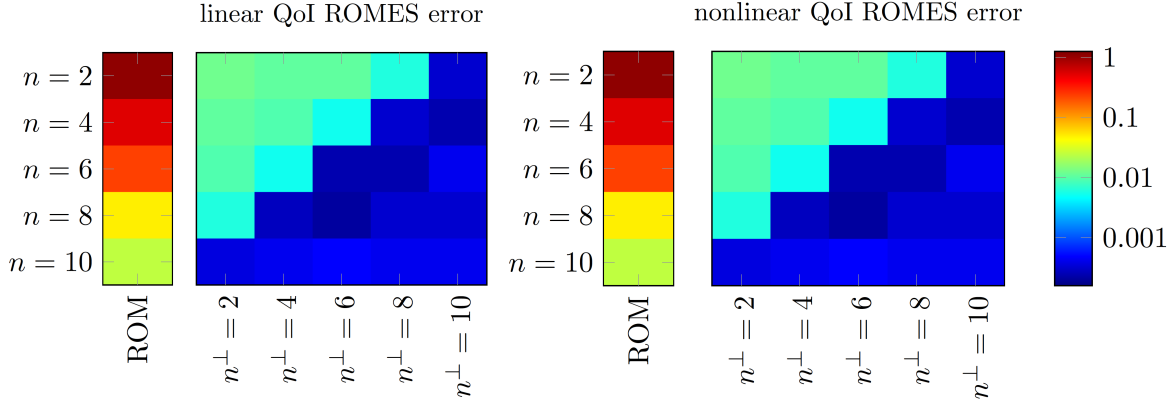 linear QoI ROMES error
nonlinear QoI ROMES error
n = 2
n = 4
n = 6
n = 8
n = 10
ROM
n⊥ = 2
n⊥ = 4
n⊥ = 6
n⊥ = 8
n⊥ = 10
n = 2
n = 4
n = 6
n = 8
n = 10
ROM
n⊥ = 2
n⊥ = 4
n⊥ = 6
n⊥ = 8
n⊥ = 10
1
0.1
0.01
0.001